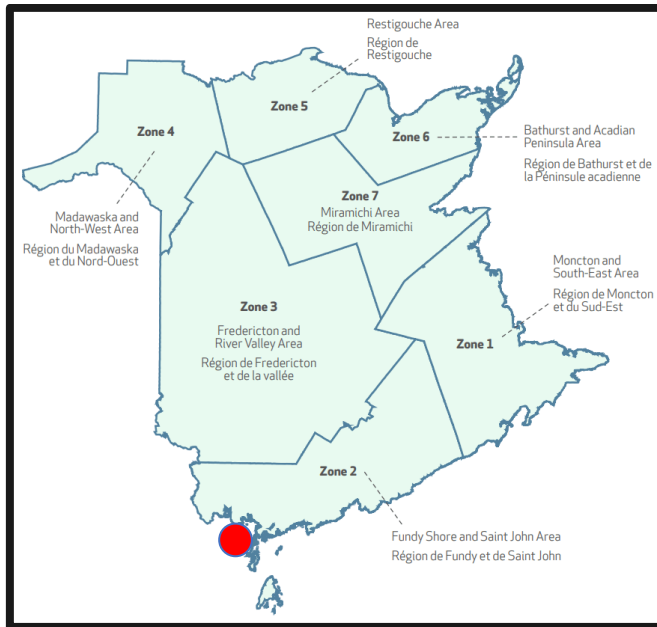 Restigouche Area
Région de
Restigouche
Zone 5
Zone 4
Zone 6
Bathurst and Acadian
Peninsula Area
Région de Bathurst et de
la Péninsule acadienne
Zone 7
Miramichi Area
Région de Miramichi
Madawaska and
North-West Area
Région du Madawaska
et du Nord-Ouest
Moncton and
South-East Area
Région de Moncton
et du Sud-Est
Zone 3
Fredericton and
River Valley Area
Région de Fredericton
et de la vallée
Zone 1
Zone 2
Fundy Shore and Saint John Area
Région de Fundy et de Saint John